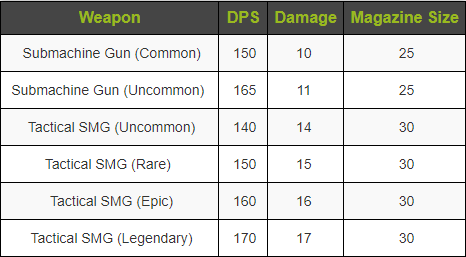 Weapon DPS Damage Magazine Size
Submachine Gun (Common) 150 10 25
Submachine Gun (Uncommon) 165 11 25
Tactical SMG (Uncommon) 140 14 30
Tactical SMG (Rare) 150 15 30
Tactical SMG (Epic) 160 16 30
Tactical SMG (Legendary) 170 17 30